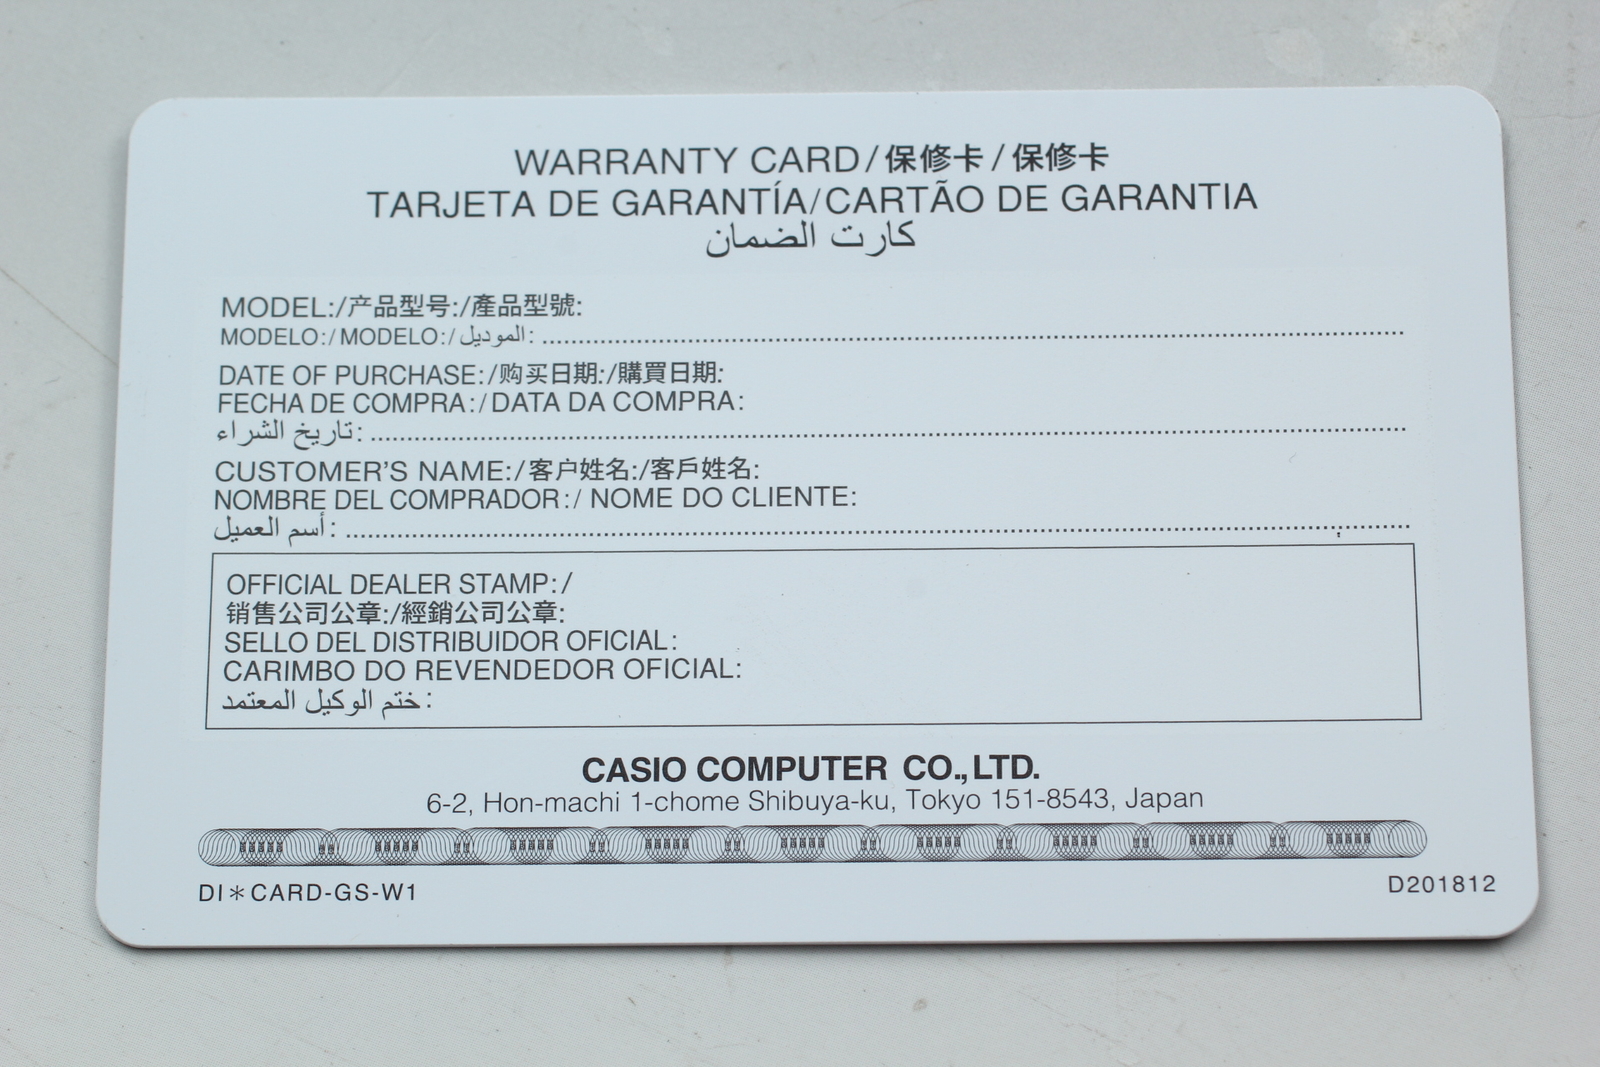 WARRANTY CARD/保修卡/保修卡
TARJETA DE GARANTÍA/CARTÃO DE GARANTIA
كارت الضمان
MODEL:/产品型号:/產品型號:
MODELO:/MODELO:/الموديل:
DATE OF PURCHASE:/购买日期:/購買日期:
FECHA DE COMPRA:/DATA DA COMPRA:
تاريخ الشراء:
CUSTOMER'S NAME:/客户姓名:/客戶姓名:
NOMBRE DEL COMPRADOR:/ NOME DO CLIENTE:
أسم العميل:
OFFICIAL DEALER STAMP:/
销售公司公章:/經銷公司公章:
SELLO DEL DISTRIBUIDOR OFICIAL:
CARIMBO DO REVENDEDOR OFICIAL:
ختم الوكيل المعتمد:
CASIO COMPUTER CO.,LTD.
6-2, Hon-machi 1-chome Shibuya-ku, Tokyo 151-8543, Japan
DI*CARD-GS-W1
D201812